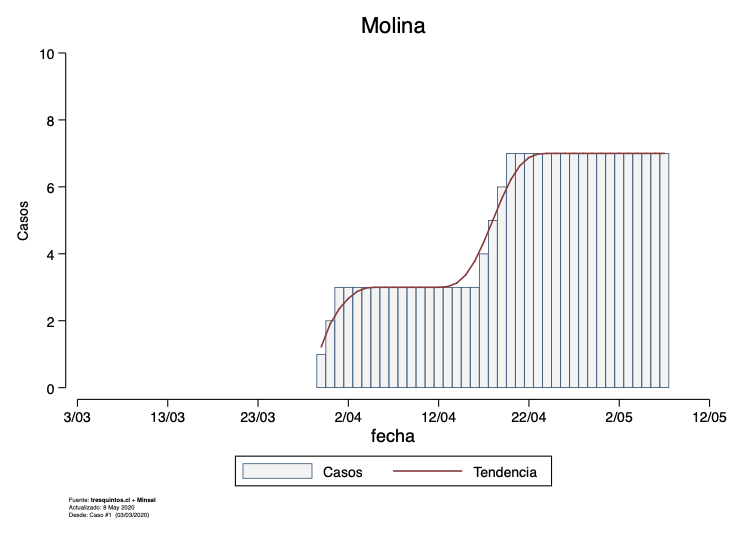 Molina
10
8
6
4
2
0
Casos
3/03 13/03 23/03 2/04 12/04 22/04 2/05 12/05
fecha
Casos Tendencia
Fuente: tresquintos.cl + Minsal
Actualizado: 8 May 2020
Desde: Caso #1 (03/03/2020)